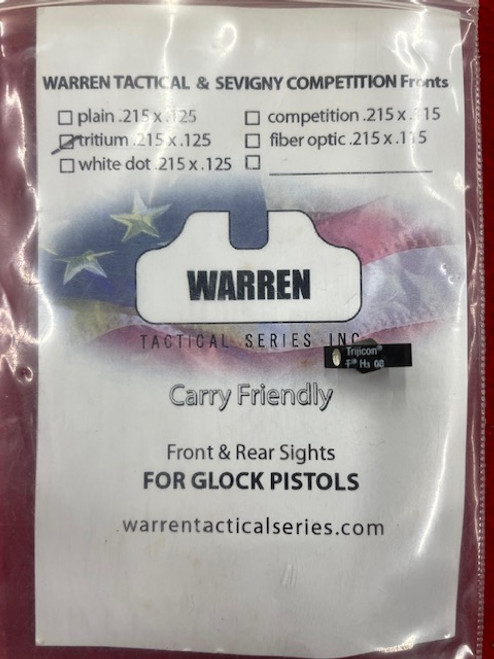 WARREN TACTICAL & SEVIGNY COMPETITION Fronts
plain .215 x .125
competition .215 x .115
tritium .215 x .125
fiber optic .215 x .115
white dot .215 x .125
WARREN
TACTICAL SERIES INC
Trijicon®
H3
Carry Friendly
Front & Rear Sights
FOR GLOCK PISTOLS
warrentacticalseries.com